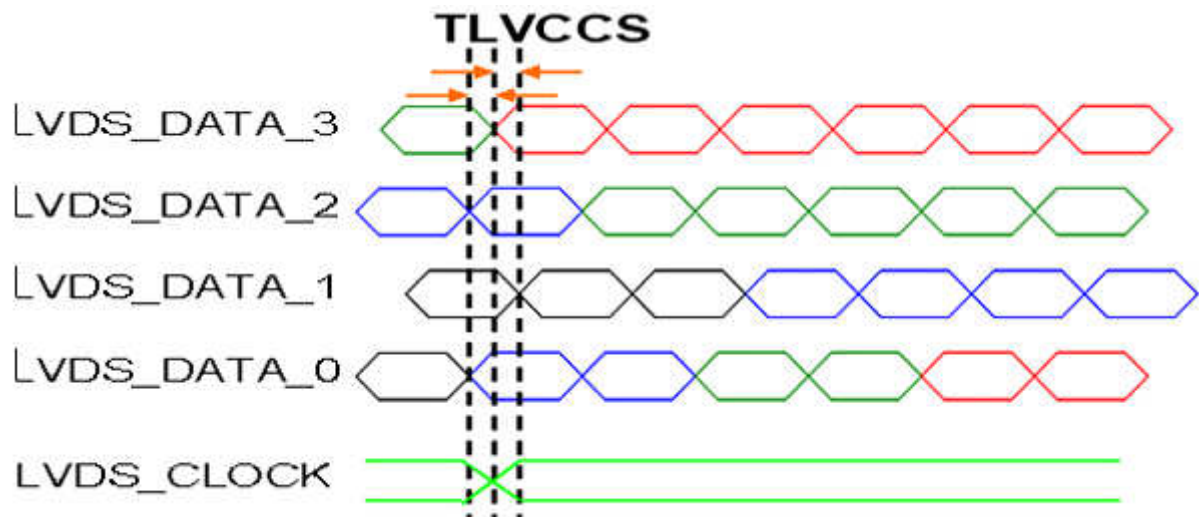 TLVCCS
LVDS_DATA_3
LVDS_DATA_2
LVDS_DATA_1
LVDS_DATA_0
LVDS_CLOCK